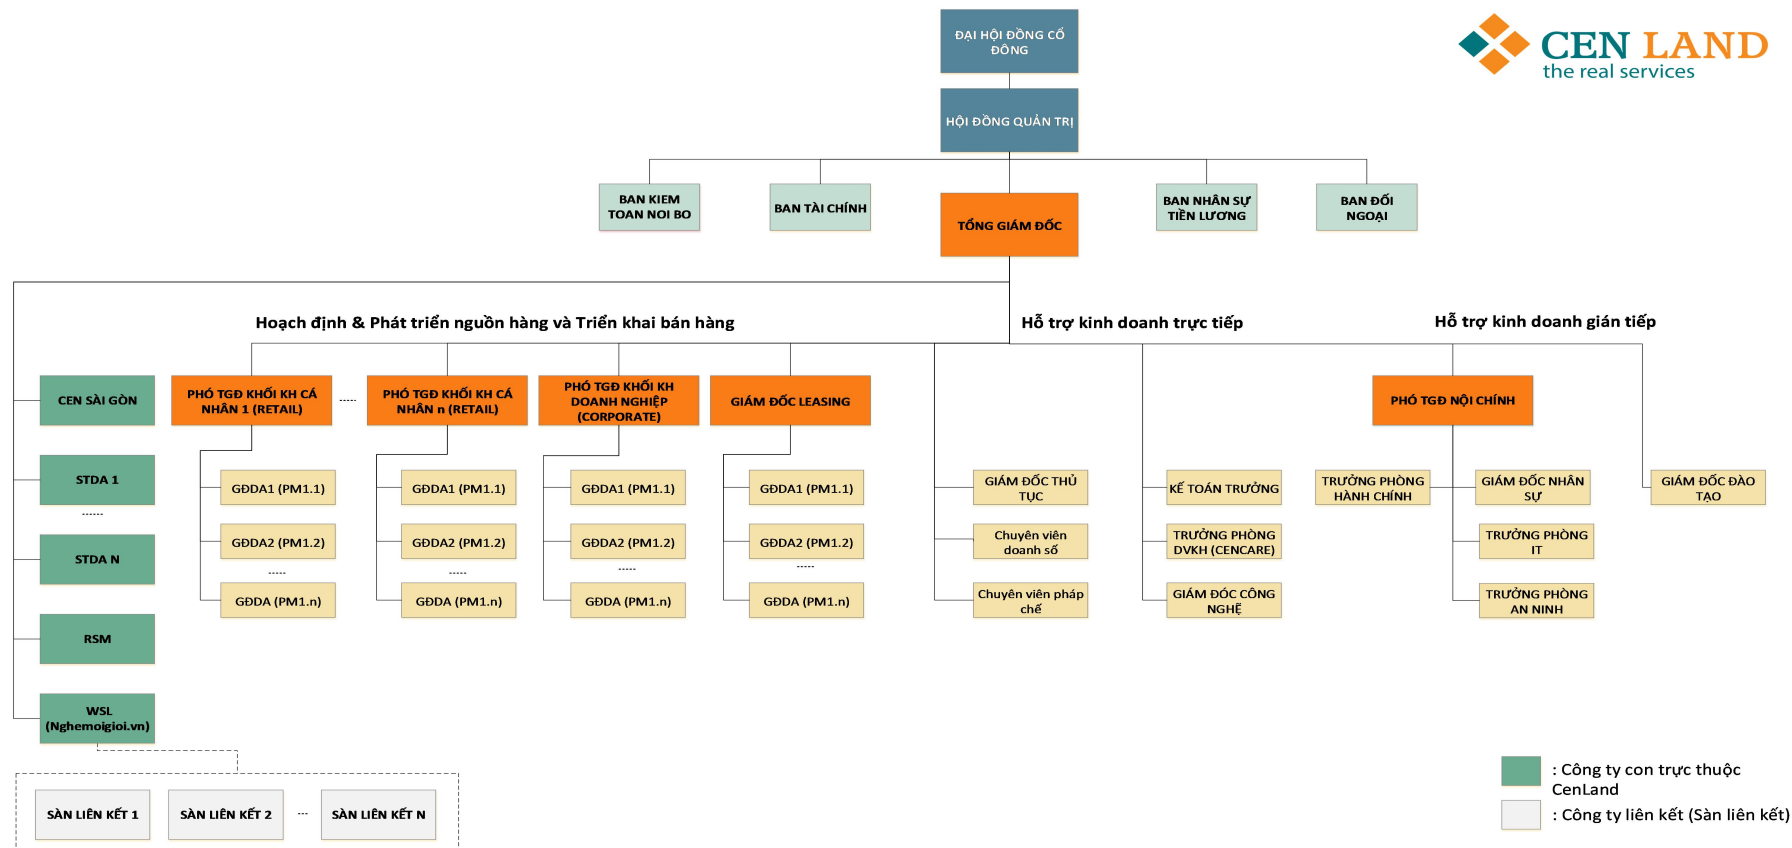 ĐẠI HỘI ĐỒNG CỔ
ĐÔNG
CEN LAND
the real services
HỘI ĐỒNG QUẢN TRỊ
BAN KIEM
TOAN NOI BO
BAN TÀI CHÍNH
TỔNG GIÁM ĐỐC
BAN NHÂN SỰ
TIỀN LƯƠNG
BAN ĐỐI
NGOẠI
Hoạch định & Phát triển nguồn hàng và Triển khai bán hàng
Hỗ trợ kinh doanh trực tiếp
Hỗ trợ kinh doanh gián tiếp
CEN SÀI GÒN
PHÓ TGĐ KHỐI KH CÁ
NHÂN 1 (RETAIL)
.....
PHÓ TGĐ KHỐI KH CÁ
NHÂN n (RETAIL)
PHÓ TGĐ KHỐI KH
DOANH NGHIỆP
(CORPORATE)
GIÁM ĐỐC LEASING
PHÓ TGĐ NỘI CHÍNH
STDA 1
GĐDA1 (PM1.1)
GĐDA1 (PM1.1)
GĐDA1 (PM1.1)
GĐDA1 (PM1.1)
GIÁM ĐỐC THỦ
TỤC
KẾ TOÁN TRƯỞNG
TRƯỞNG PHÒNG
HÀNH CHÍNH
GIÁM ĐỐC NHÂN
SỰ
GIÁM ĐỐC ĐÀO
TẠO
......
STDA N
GĐDA2 (PM1.2)
GĐDA2 (PM1.2)
GĐDA2 (PM1.2)
GĐDA2 (PM1.2)
Chuyên viên
doanh số
TRƯỞNG PHÒNG
DVKH (CENCARE)
TRƯỞNG PHÒNG
IT
.....
.....
.....
.....
GĐDA (PM1.n)
GĐDA (PM1.n)
GĐDA (PM1.n)
GĐDA (PM1.n)
Chuyên viên pháp
chế
GIÁM ĐÓC CÔNG
NGHỆ
TRƯỞNG PHÒNG
AN NINH
RSM
WSL
(Nghemoigioi.vn)
SÀN LIÊN KẾT 1
SÀN LIÊN KẾT 2
...
SÀN LIÊN KẾT N
: Công ty con trực thuộc
CenLand
: Công ty liên kết (Sàn liên kết)